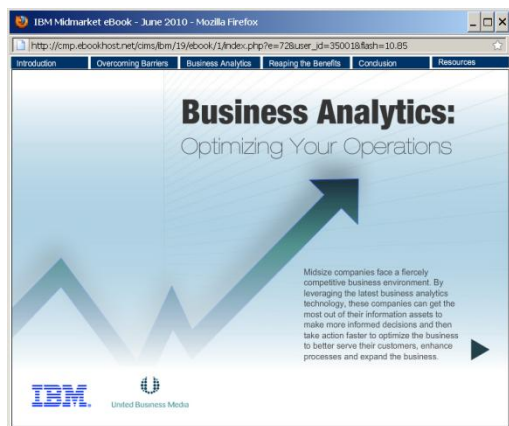 IBM Midmarket eBook - June 2010 - Mozilla Firefox
http://cmp.ebookhost.net/cims/ibm/19/ebook/1/index.php?e=72&user_id=35001&flash=10.85
Introduction Overcoming Barriers Business Analytics Reaping the Benefits Conclusion Resources
Business Analytics:
Optimizing Your Operations
Midsize companies face a fiercely
competitive business environment. By
leveraging the latest business analytics
technology, these companies can get the
most out of their information assets to
make more informed decisions and then
take action faster to optimize the business
to better serve their customers, enhance
processes and expand the business.
IBM.
United Business Media